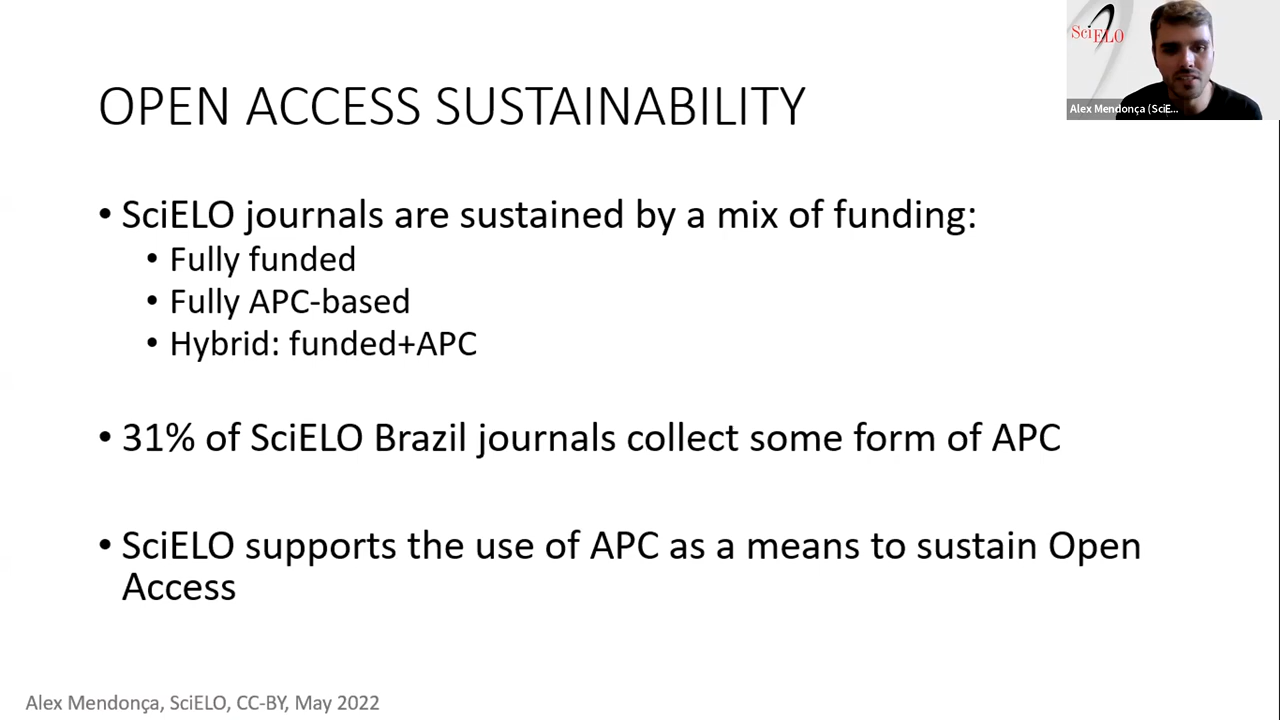 SciELO
Alex Mendonça (SciE...
OPEN ACCESS SUSTAINABILITY
• SciELO journals are sustained by a mix of funding:
• Fully funded
• Fully APC-based
• Hybrid: funded+APC
• 31% of SciELO Brazil journals collect some form of APC
• SciELO supports the use of APC as a means to sustain Open
Access
Alex Mendonça, SciELO, CC-BY, May 2022